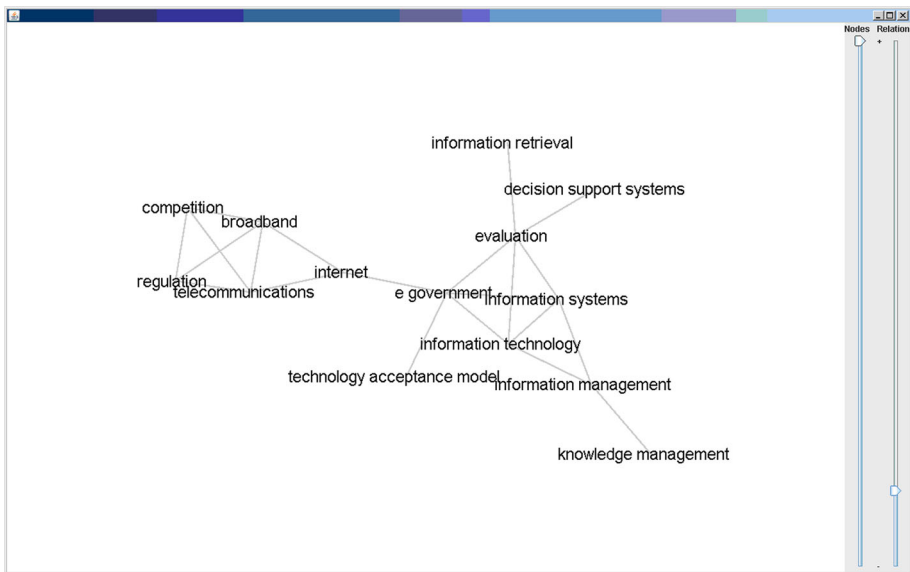 Nodes Relation
+
information retrieval
decision support systems
competition
broadband
evaluation
internet
regulation
telecommunications
e government
information systems
information technology
technology acceptance model
information management
knowledge management
-